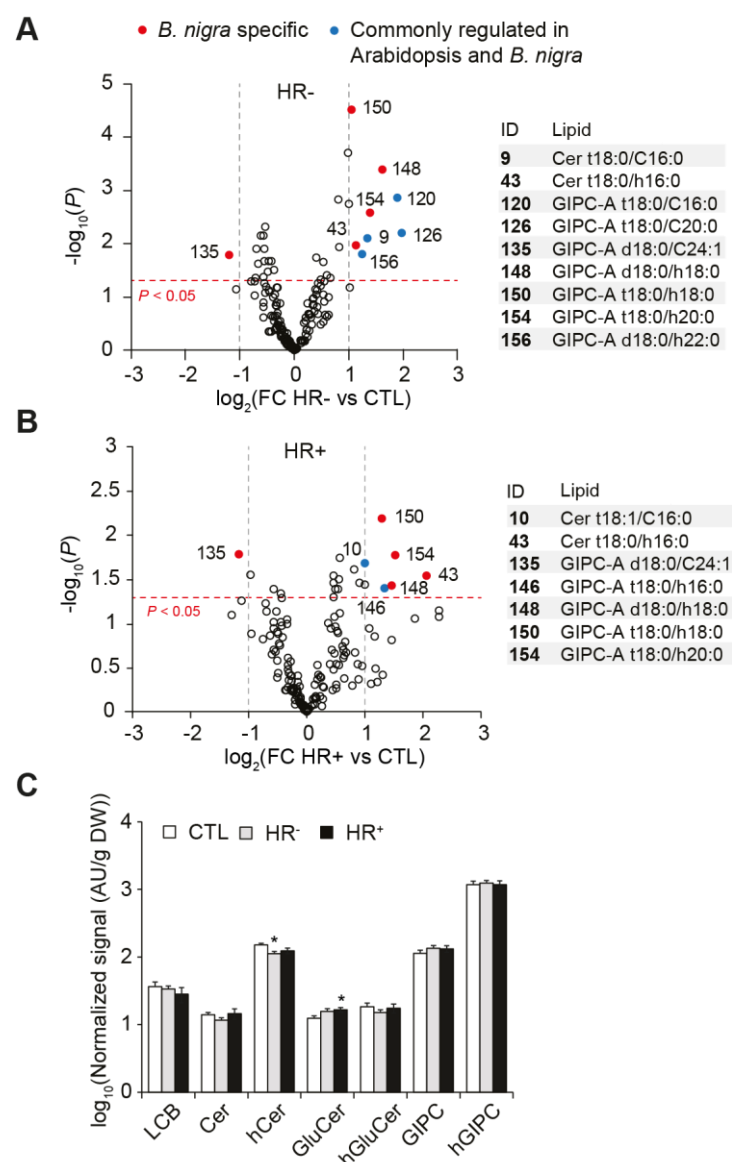 A
B. nigra specific
Commonly regulated in
Arabidopsis and B. nigra
HR-
5
4
3
2
1
0
-3 -2 -1 0 1 2 3
-log10(P)
log2(FC HR- vs CTL)
P < 0.05
150
148
154
120
43
9
126
156
135
ID Lipid
9 Cer t18:0/C16:0
43 Cer t18:0/h16:0
120 GIPC-A t18:0/C16:0
126 GIPC-A t18:0/C20:0
135 GIPC-A d18:0/C24:1
148 GIPC-A d18:0/h18:0
150 GIPC-A t18:0/h18:0
154 GIPC-A t18:0/h20:0
156 GIPC-A d18:0/h22:0
B
HR+
3
2.5
2
1.5
1
0.5
0
-3 -2 -1 0 1 2 3
-log10(P)
log2(FC HR+ vs CTL)
P < 0.05
150
10
154
43
148
146
135
ID Lipid
10 Cer t18:1/C16:0
43 Cer t18:0/h16:0
135 GIPC-A d18:0/C24:1
146 GIPC-A t18:0/h16:0
148 GIPC-A d18:0/h18:0
150 GIPC-A t18:0/h18:0
154 GIPC-A t18:0/h20:0
C
CTL HR- HR+
4
3
2
1
0
log10(Normalized signal (AU/g DW))
*
*
LCB Cer hCer GluCer hGluCer GIPC hGIPC